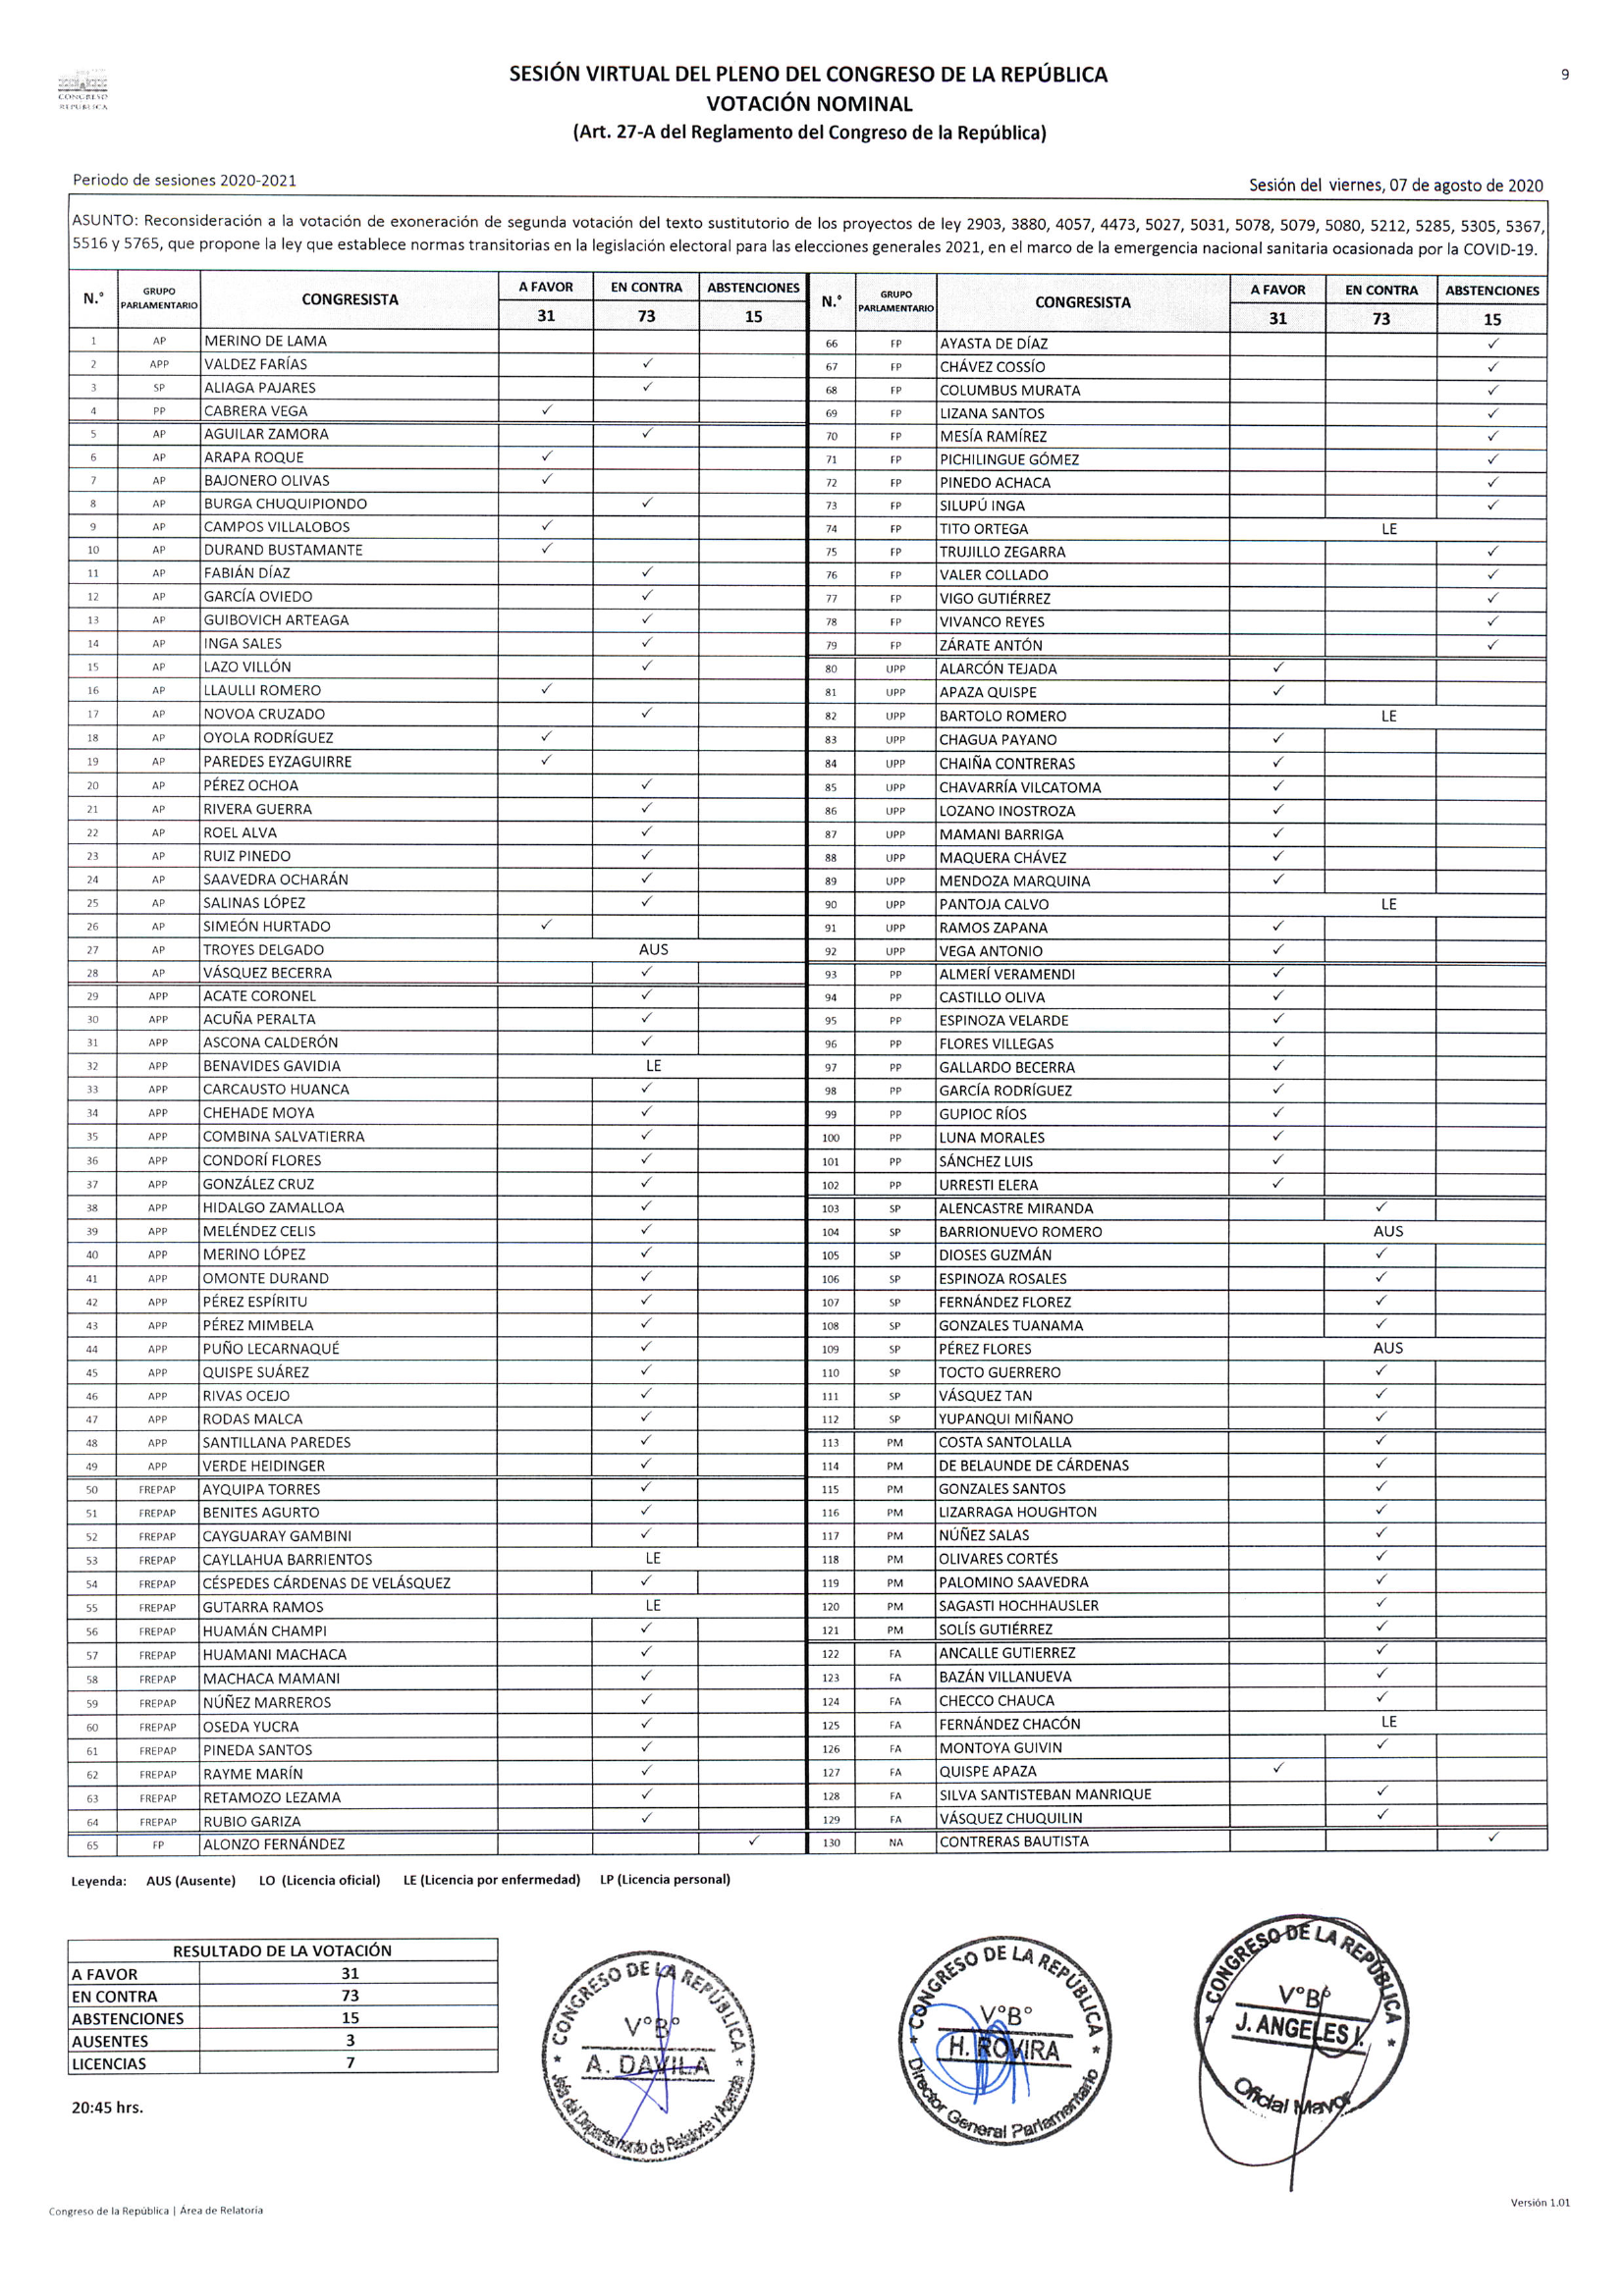 CONGRESO
REPÚBLICA
SESIÓN VIRTUAL DEL PLENO DEL CONGRESO DE LA REPÚBLICA
9
VOTACIÓN NOMINAL
(Art. 27-A del Reglamento del Congreso de la República)
Periodo de sesiones 2020-2021
Sesión del viernes, 07 de agosto de 2020
ASUNTO: Reconsideración a la votación de exoneración de segunda votación del texto sustitutorio de los proyectos de ley 2903, 3880, 4057, 4473, 5027, 5031, 5078, 5079, 5080, 5212, 5285, 5305, 5367,
5516 y 5765, que propone la ley que establece normas transitorias en la legislación electoral para las elecciones generales 2021, en el marco de la emergencia nacional sanitaria ocasionada por la COVID-19.
N.° GRUPO PARLAMENTARIO CONGRESISTA A FAVOR EN CONTRA ABSTENCIONES
31 73 15
1 AP MERINO DE LAMA
2 APP VALDEZ FARÍAS ✓
3 SP ALIAGA PAJARES ✓
4 PP CABRERA VEGA ✓
5 AP AGUILAR ZAMORA ✓
6 AP ARAPA ROQUE ✓
7 AP BAJONERO OLIVAS ✓
8 AP BURGA CHUQUIPIONDO ✓
9 AP CAMPOS VILLALOBOS ✓
10 AP DURAND BUSTAMANTE ✓
11 AP FABIÁN DÍAZ ✓
12 AP GARCÍA OVIEDO ✓
13 AP GUIBOVICH ARTEAGA ✓
14 AP INGA SALES ✓
15 AP LAZO VILLÓN ✓
16 AP LLAULLI ROMERO ✓
17 AP NOVOA CRUZADO ✓
18 AP OYOLA RODRÍGUEZ ✓
19 AP PAREDES EYZAGUIRRE ✓
20 AP PÉREZ OCHOA ✓
21 AP RIVERA GUERRA ✓
22 AP ROEL ALVA ✓
23 AP RUIZ PINEDO ✓
24 AP SAAVEDRA OCHARÁN ✓
25 AP SALINAS LÓPEZ ✓
26 AP SIMEÓN HURTADO ✓
27 AP TROYES DELGADO AUS
28 AP VÁSQUEZ BECERRA ✓
29 APP ACATE CORONEL ✓
30 APP ACUÑA PERALTA ✓
31 APP ASCONA CALDERÓN ✓
32 APP BENAVIDES GAVIDIA LE
33 APP CARCAUSTO HUANCA ✓
34 APP CHEHADE MOYA ✓
35 APP COMBINA SALVATIERRA ✓
36 APP CONDORÍ FLORES ✓
37 APP GONZÁLEZ CRUZ ✓
38 APP HIDALGO ZAMALLOA ✓
39 APP MELÉNDEZ CELIS ✓
40 APP MERINO LÓPEZ ✓
41 APP OMONTE DURAND ✓
42 APP PÉREZ ESPÍRITU ✓
43 APP PÉREZ MIMBELA ✓
44 APP PUÑO LECARNAQUÉ ✓
45 APP QUISPE SUÁREZ ✓
46 APP RIVAS OCEJO ✓
47 APP RODAS MALCA ✓
48 APP SANTILLANA PAREDES ✓
49 APP VERDE HEIDINGER ✓
50 FREPAP AYQUIPA TORRES ✓
51 FREPAP BENITES AGURTO ✓
52 FREPAP CAYGUARAY GAMBINI ✓
53 FREPAP CAYLLAHUA BARRIENTOS LE
54 FREPAP CÉSPEDES CÁRDENAS DE VELÁSQUEZ ✓
55 FREPAP GUTARRA RAMOS LE
56 FREPAP HUAMÁN CHAMPI ✓
57 FREPAP HUAMANI MACHACA ✓
58 FREPAP MACHACA MAMANI ✓
59 FREPAP NÚÑEZ MARREROS ✓
60 FREPAP OSEDA YUCRA ✓
61 FREPAP PINEDA SANTOS ✓
62 FREPAP RAYME MARÍN ✓
63 FREPAP RETAMOZO LEZAMA ✓
64 FREPAP RUBIO GARIZA ✓
65 FP ALONZO FERNÁNDEZ ✓
N.° GRUPO PARLAMENTARIO CONGRESISTA A FAVOR EN CONTRA ABSTENCIONES
31 73 15
66 FP AYASTA DE DÍAZ ✓
67 FP CHÁVEZ COSSÍO ✓
68 FP COLUMBUS MURATA ✓
69 FP LIZANA SANTOS ✓
70 FP MESÍA RAMÍREZ ✓
71 FP PICHILINGUE GÓMEZ ✓
72 FP PINEDO ACHACA ✓
73 FP SILUPÚ INGA ✓
74 FP TITO ORTEGA LE
75 FP TRUJILLO ZEGARRA ✓
76 FP VALER COLLADO ✓
77 FP VIGO GUTIÉRREZ ✓
78 FP VIVANCO REYES ✓
79 FP ZÁRATE ANTÓN ✓
80 UPP ALARCÓN TEJADA ✓
81 UPP APAZA QUISPE ✓
82 UPP BARTOLO ROMERO LE
83 UPP CHAGUA PAYANO ✓
84 UPP CHAIÑA CONTRERAS ✓
85 UPP CHAVARRÍA VILCATOMA ✓
86 UPP LOZANO INOSTROZA ✓
87 UPP MAMANI BARRIGA ✓
88 UPP MAQUERA CHÁVEZ ✓
89 UPP MENDOZA MARQUINA ✓
90 UPP PANTOJA CALVO LE
91 UPP RAMOS ZAPANA ✓
92 UPP VEGA ANTONIO ✓
93 PP ALMERÍ VERAMENDI ✓
94 PP CASTILLO OLIVA ✓
95 PP ESPINOZA VELARDE ✓
96 PP FLORES VILLEGAS ✓
97 PP GALLARDO BECERRA ✓
98 PP GARCÍA RODRÍGUEZ ✓
99 PP GUPIOC RÍOS ✓
100 PP LUNA MORALES ✓
101 PP SÁNCHEZ LUIS ✓
102 PP URRESTI ELERA ✓
103 SP ALENCASTRE MIRANDA ✓
104 SP BARRIONUEVO ROMERO AUS
105 SP DIOSES GUZMÁN ✓
106 SP ESPINOZA ROSALES ✓
107 SP FERNÁNDEZ FLOREZ ✓
108 SP GONZALES TUANAMA ✓
109 SP PÉREZ FLORES AUS
110 SP TOCTO GUERRERO ✓
111 SP VÁSQUEZ TAN ✓
112 SP YUPANQUI MIÑANO ✓
113 PM COSTA SANTOLALLA ✓
114 PM DE BELAUNDE DE CÁRDENAS ✓
115 PM GONZALES SANTOS ✓
116 PM LIZARRAGA HOUGHTON ✓
117 PM NÚÑEZ SALAS ✓
118 PM OLIVARES CORTÉS ✓
119 PM PALOMINO SAAVEDRA ✓
120 PM SAGASTI HOCHHAUSLER ✓
121 PM SOLÍS GUTIÉRREZ ✓
122 FA ANCALLE GUTIERREZ ✓
123 FA BAZÁN VILLANUEVA ✓
124 FA CHECCO CHAUCA ✓
125 FA FERNÁNDEZ CHACÓN LE
126 FA MONTOYA GUIVIN ✓
127 FA QUISPE APAZA ✓
128 FA SILVA SANTISTEBAN MANRIQUE ✓
129 FA VÁSQUEZ CHUQUILIN ✓
130 NA CONTRERAS BAUTISTA ✓
Leyenda: AUS (Ausente) LO (Licencia oficial) LE (Licencia por enfermedad) LP (Licencia personal)
RESULTADO DE LA VOTACIÓN
A FAVOR 31
EN CONTRA 73
ABSTENCIONES 15
AUSENTES 3
LICENCIAS 7
20:45 hrs.
* CONGRESO DE LA REPÚBLICA *
V°B°
A. DAVILA
Jefa del Departamento de Relatoría y Agenda
* CONGRESO DE LA REPÚBLICA *
V°B°
H. ROVIRA
Director General Parlamentario
* CONGRESO DE LA REPÚBLICA *
V°B°
J. ANGELES I.
Oficial Mayor
Congreso de la República | Área de Relatoría
Versión 1.01